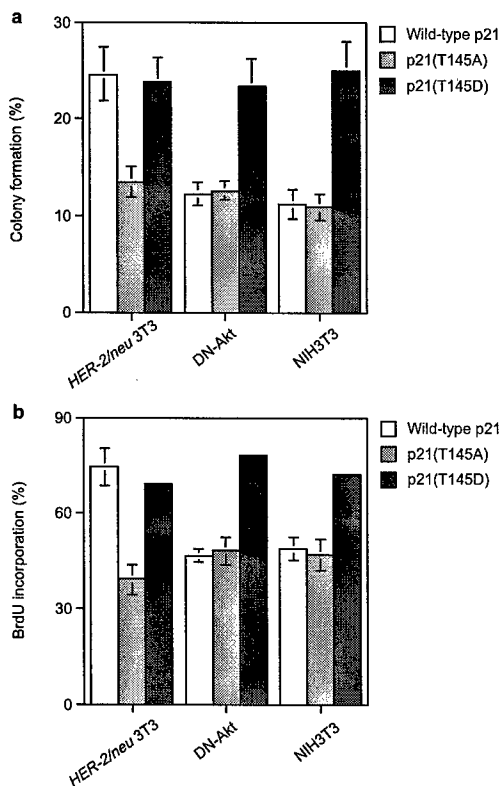 a
Colony formation (%)
30
20
10
0
HER-2/neu 3T3
DN-Akt
NIH3T3
Wild-type p21
p21(T145A)
p21(T145D)
b
BrdU incorporation (%)
90
60
30
0
HER-2/neu 3T3
DN-Akt
NIH3T3
Wild-type p21
p21(T145A)
p21(T145D)